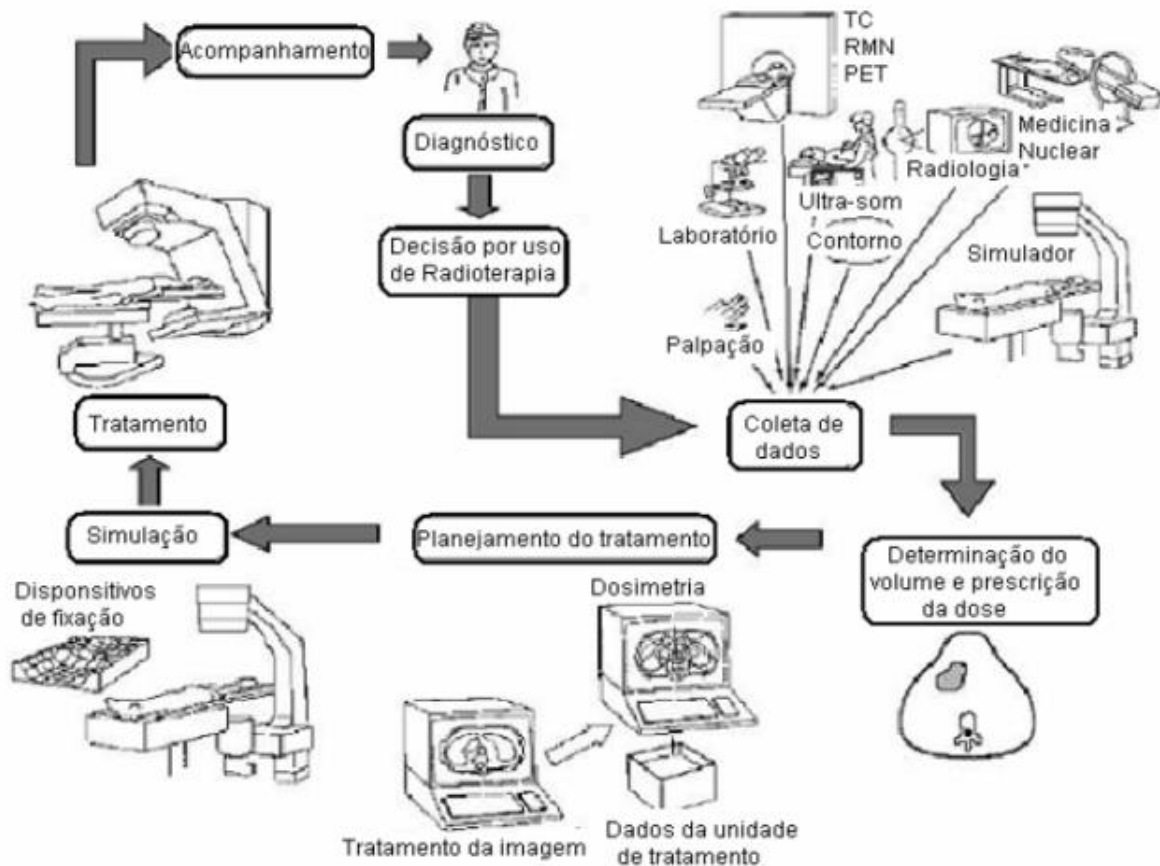 Acompanhamento
Diagnóstico
Decisão por uso
de Radioterapia
TC
RMN
PET
Medicina
Nuclear
Radiologia
Ultra-som
Contorno
Laboratório
Simulador
Palpação
Coleta de
dados
Determinação do
volume e prescrição
da dose
Planejamento do tratamento
Dosimetria
Tratamento da imagem
Dados da unidade
de tratamento
Simulação
Disponsitivos
de fixação
Tratamento